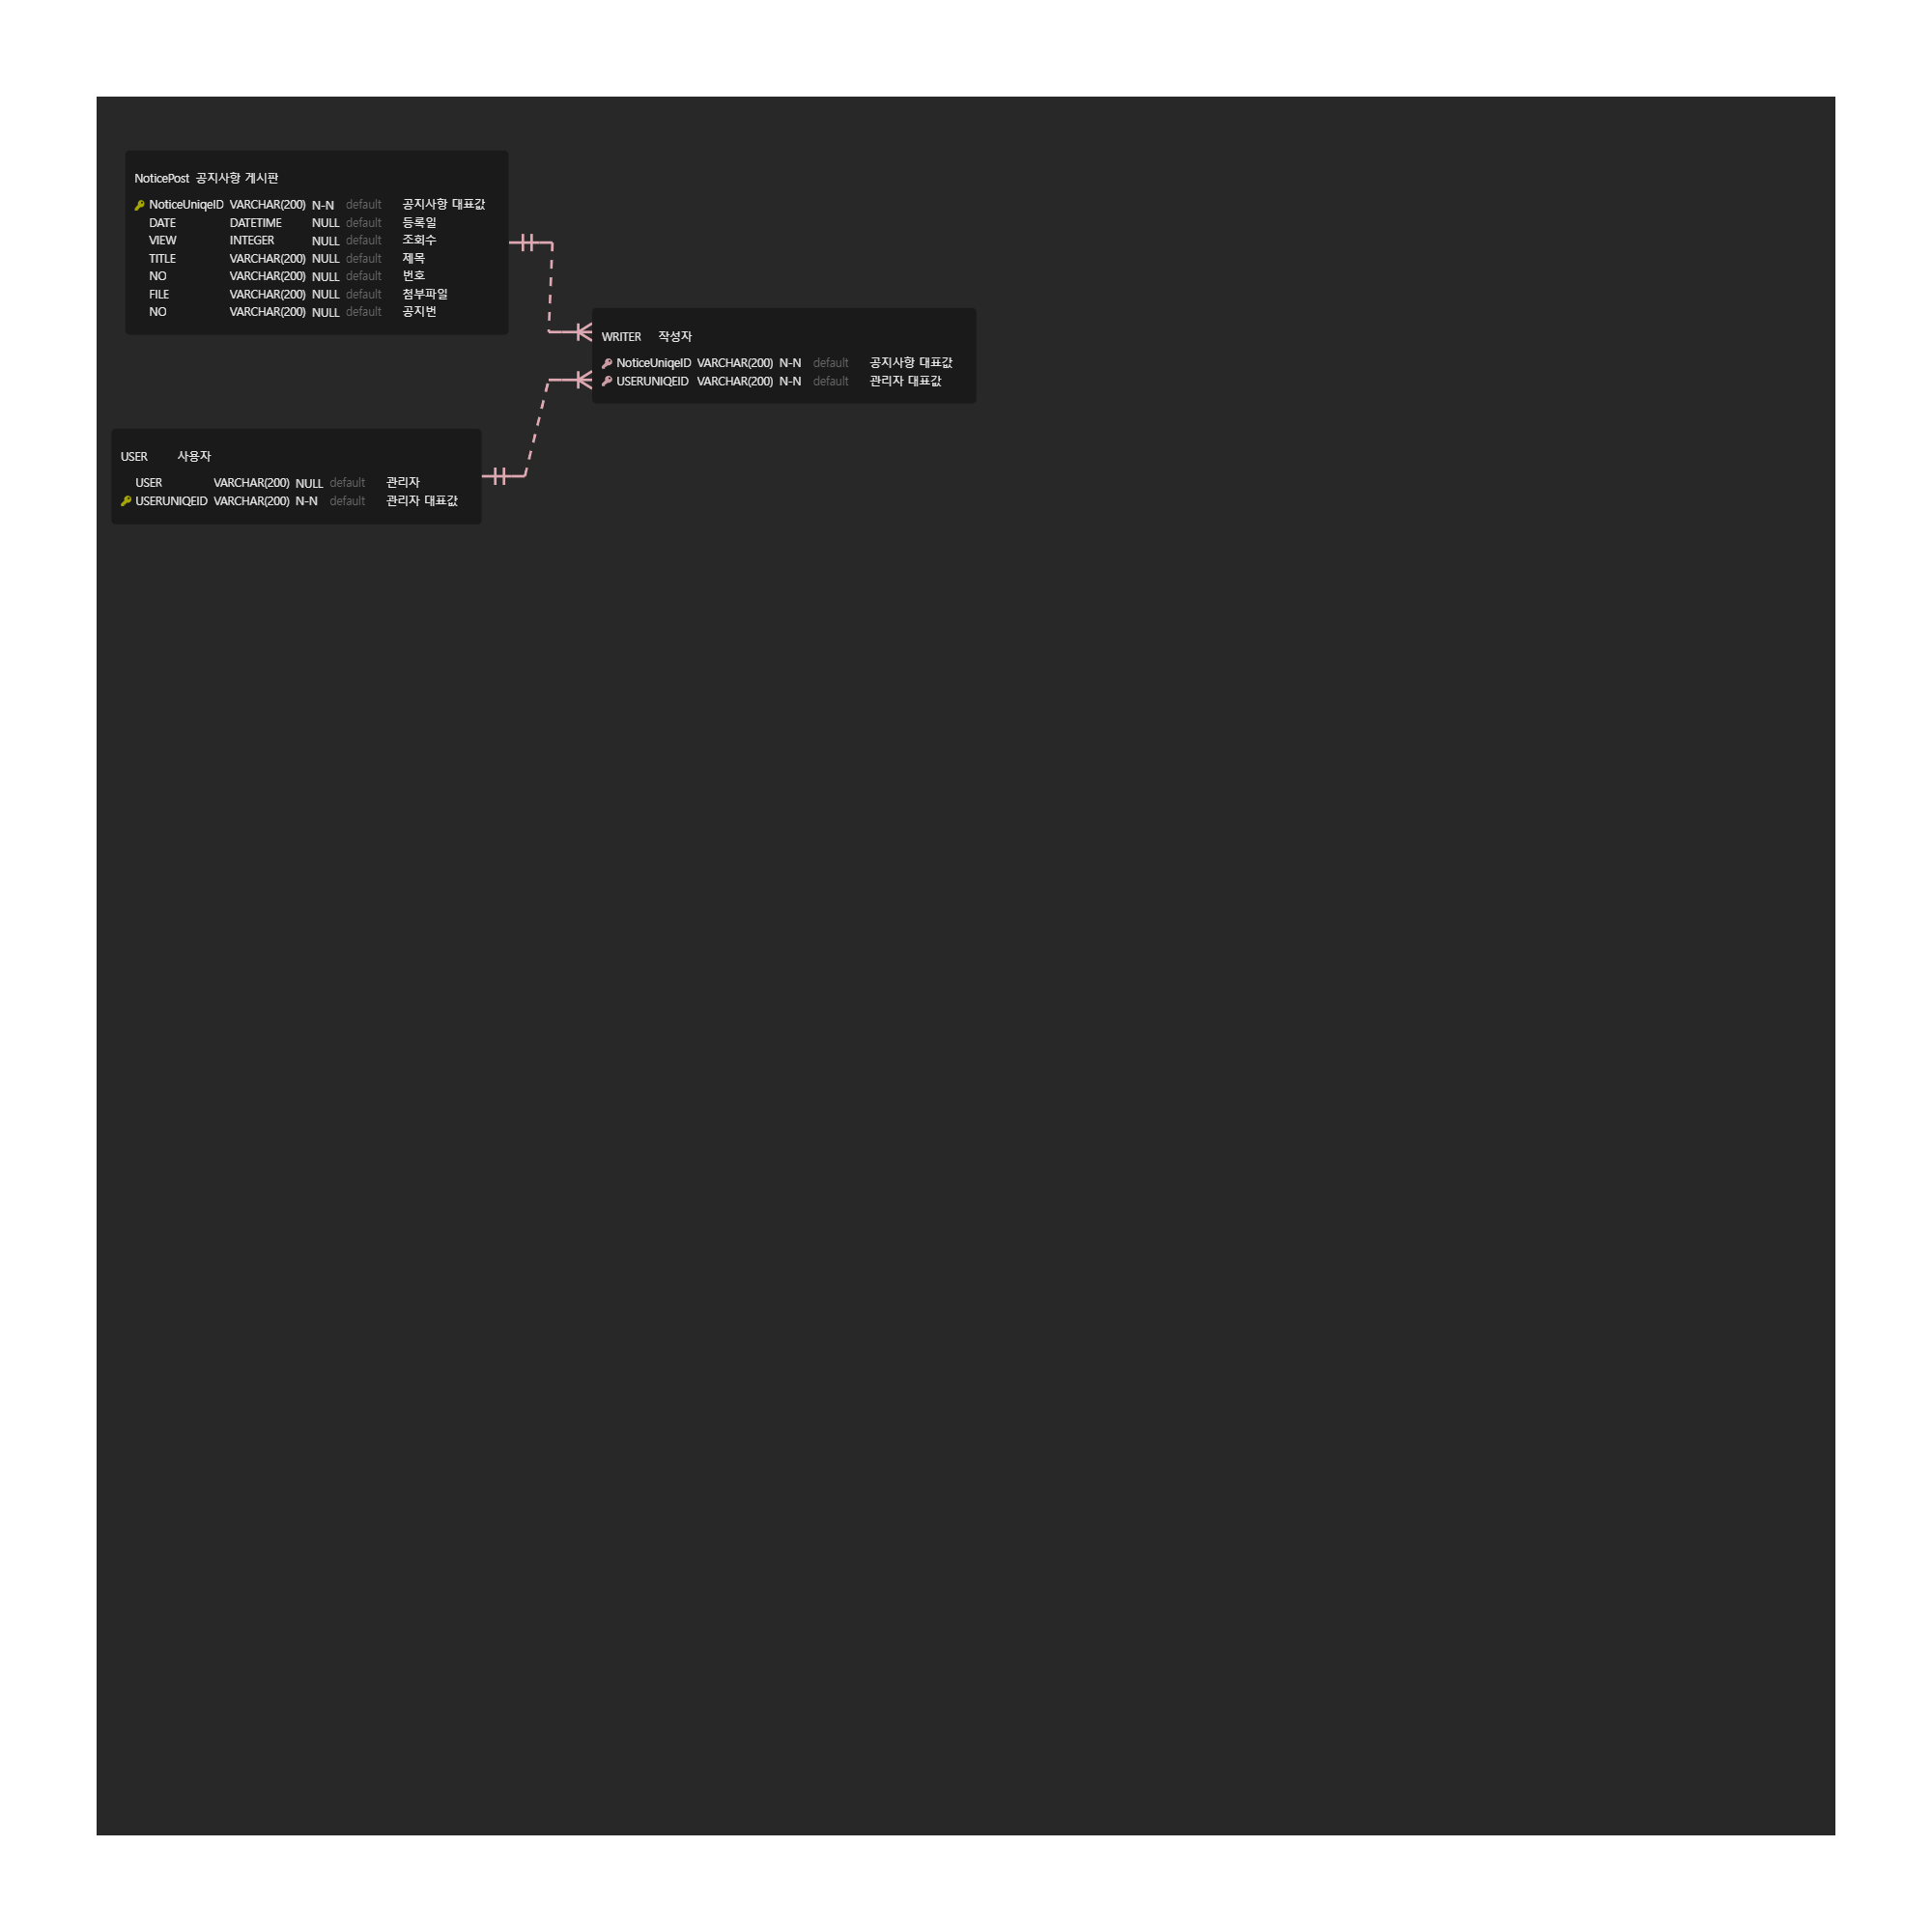 NoticePost 공지사항 게시판
NoticeUniqeID VARCHAR(200) N-N default 공지사항 대표값
DATE DATETIME NULL default 등록일
VIEW INTEGER NULL default 조회수
TITLE VARCHAR(200) NULL default 제목
NO VARCHAR(200) NULL default 번호
FILE VARCHAR(200) NULL default 첨부파일
NO VARCHAR(200) NULL default 공지번
WRITER 작성자
NoticeUniqeID VARCHAR(200) N-N default 공지사항 대표값
USERUNIQEID VARCHAR(200) N-N default 관리자 대표값
USER 사용자
USER VARCHAR(200) NULL default 관리자
USERUNIQEID VARCHAR(200) N-N default 관리자 대표값